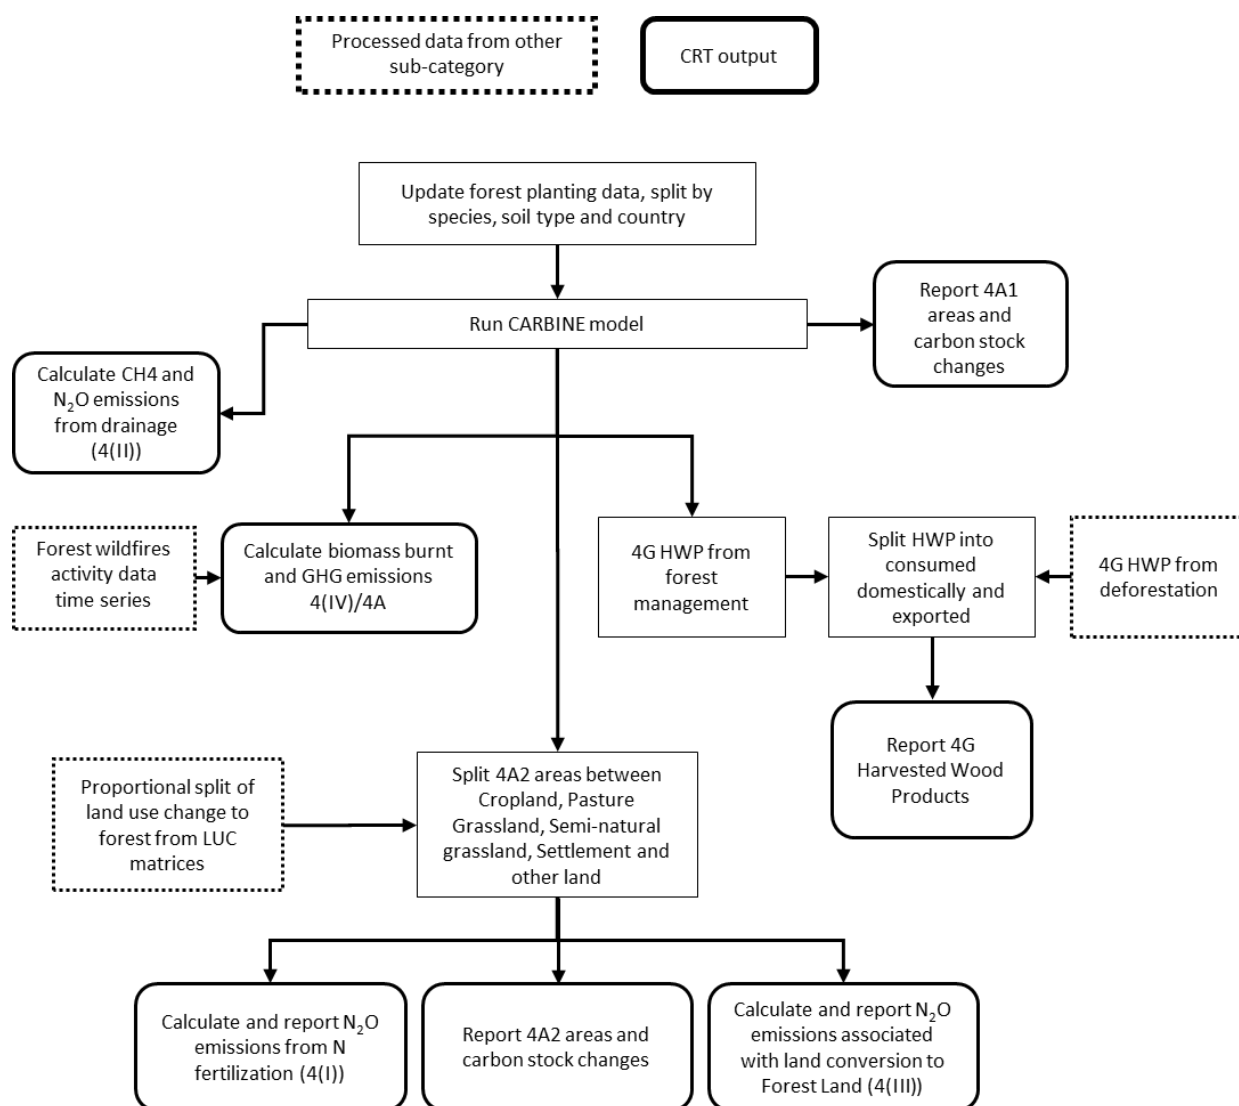 Processed data from other
sub-category
CRT output
Update forest planting data, split by
species, soil type and country
Run CARBINE model
Report 4A1
areas and
carbon stock
changes
Calculate CH4 and
N₂O emissions
from drainage
(4(II))
Forest wildfires
activity data
time series
Calculate biomass burnt
and GHG emissions
4(IV)/4A
4G HWP from
forest
management
Split HWP into
consumed
domestically and
exported
4G HWP from
deforestation
Report 4G
Harvested Wood
Products
Proportional split of
land use change to
forest from LUC
matrices
Split 4A2 areas between
Cropland, Pasture
Grassland, Semi-natural
grassland, Settlement and
other land
Calculate and report N₂O
emissions from N
fertilization (4(I))
Report 4A2 areas and
carbon stock changes
Calculate and report N₂O
emissions associated
with land conversion to
Forest Land (4(III))